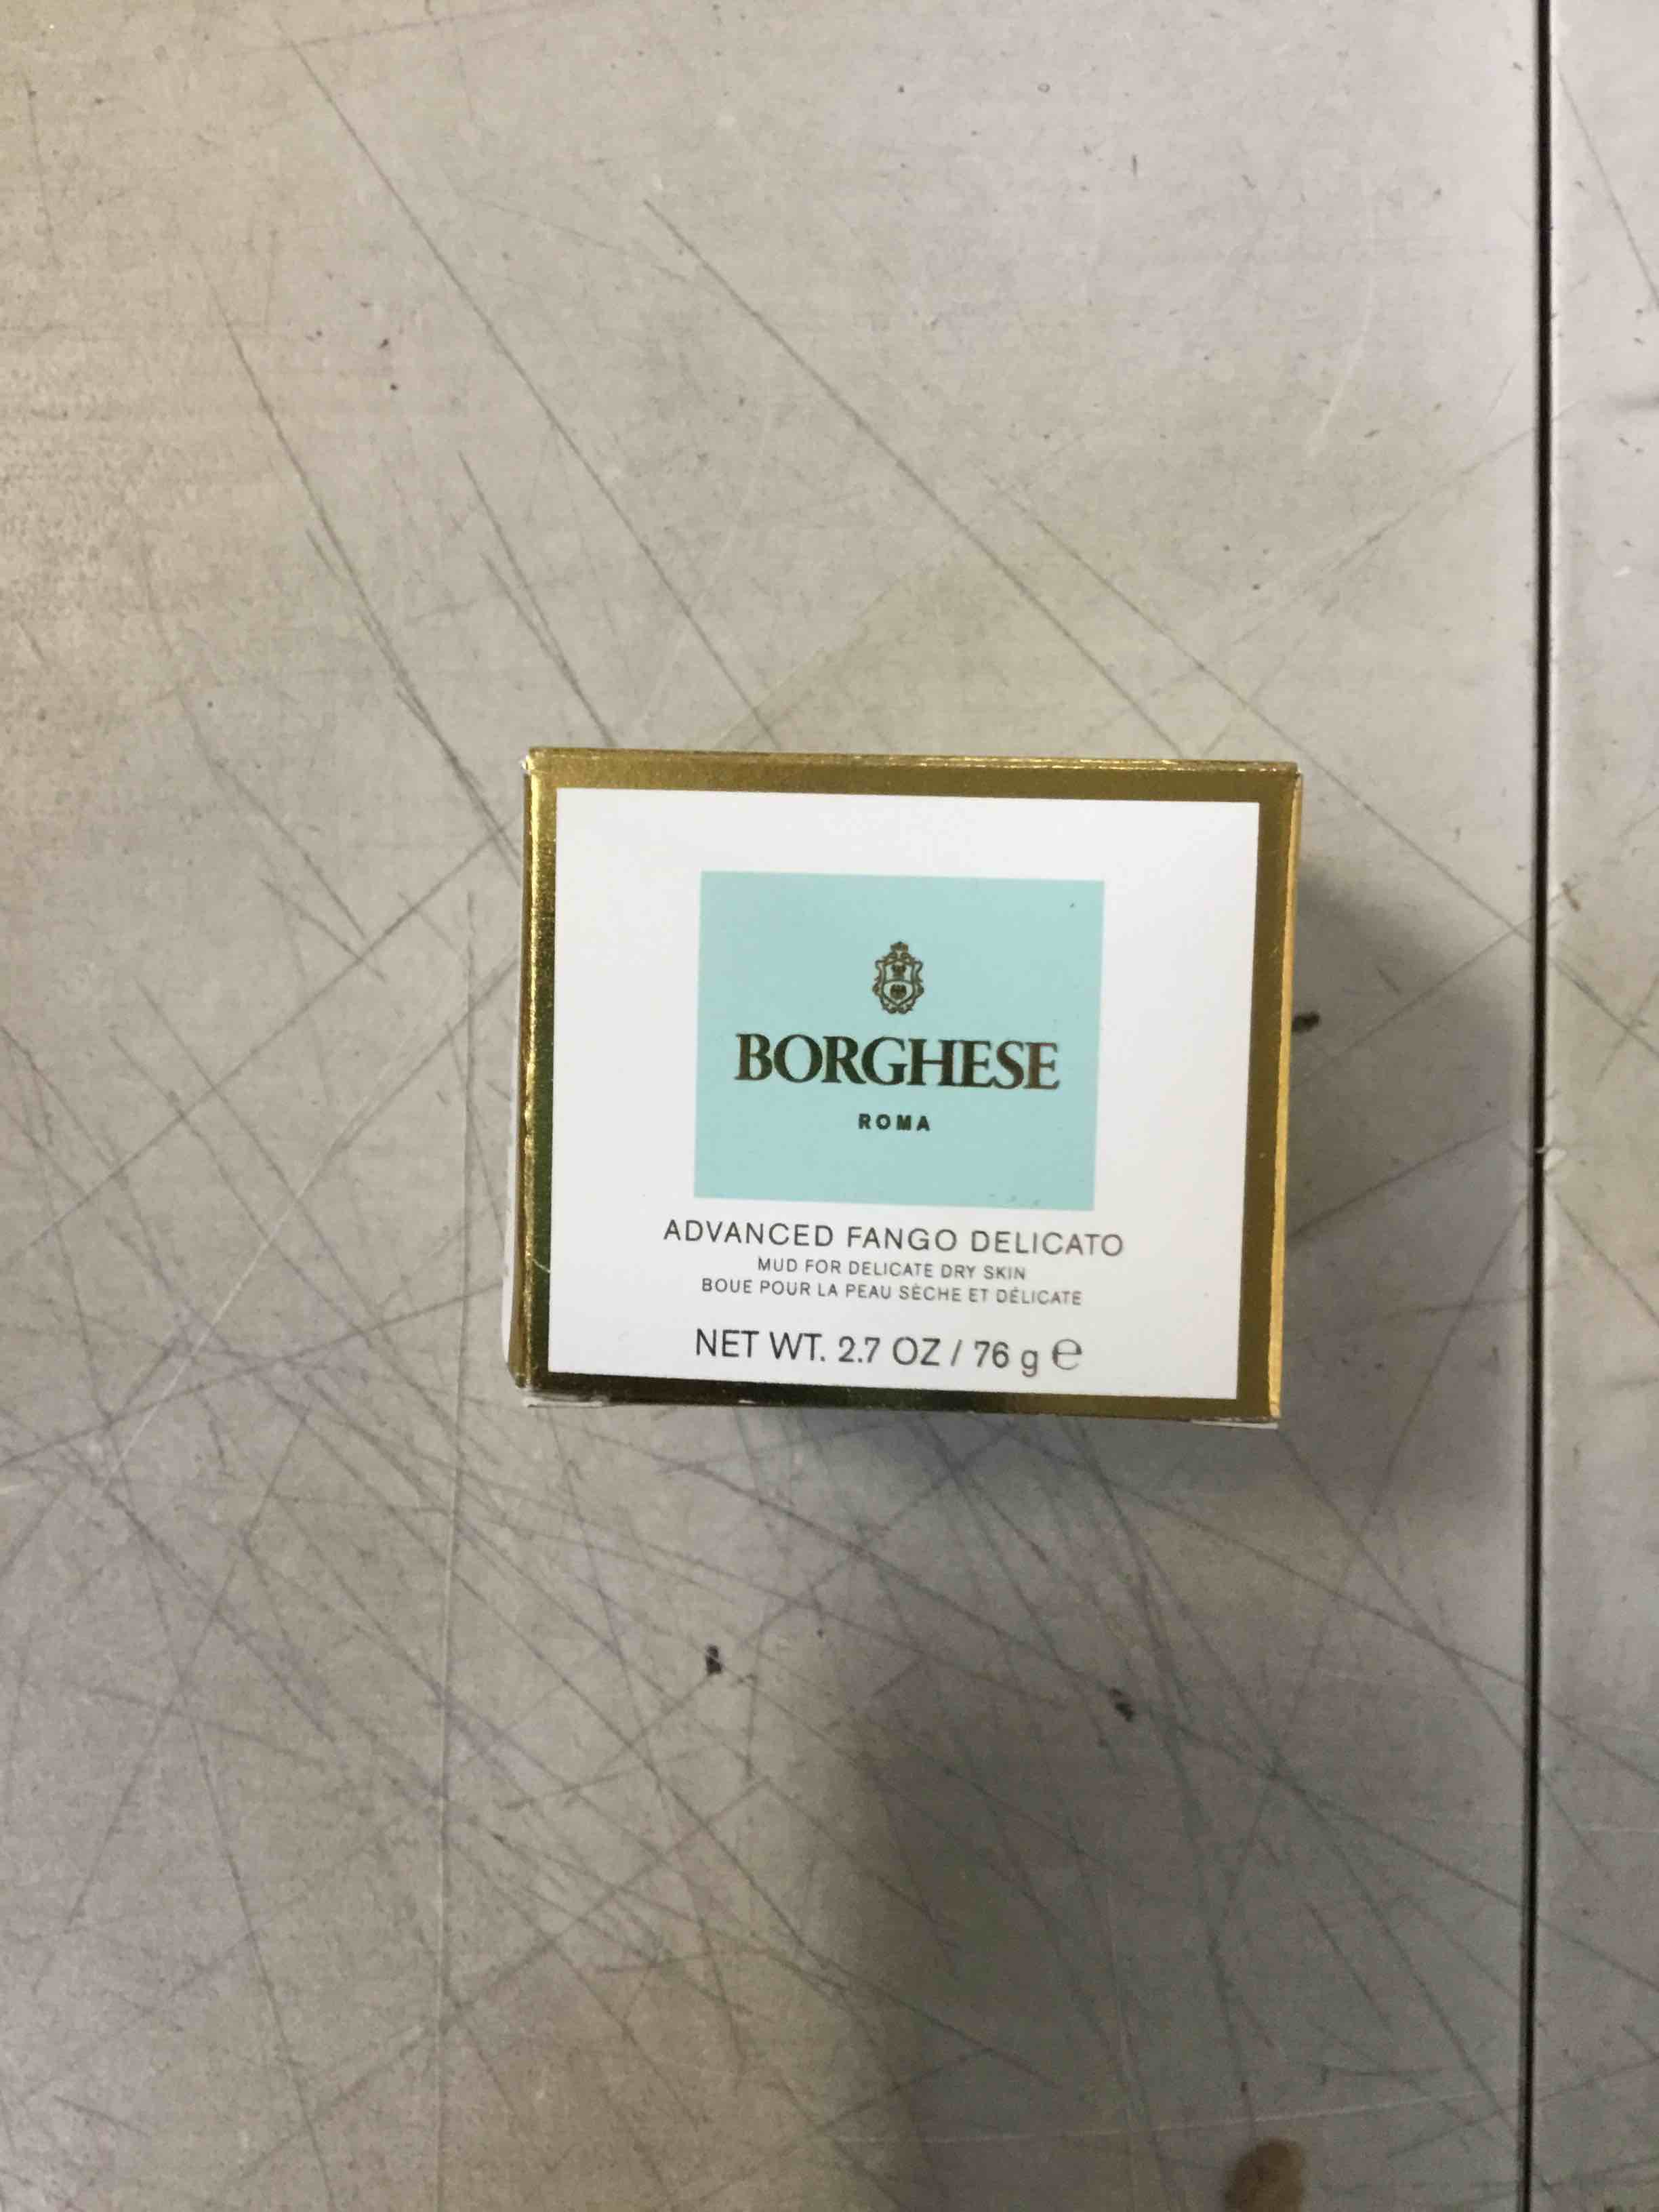 BORGHESE
ROMA
ADVANCED FANGO DELICATO
MUD FOR DELICATE DRY SKIN
BOUE POUR LA PEAU SÈCHE ET DÉLICATE
NET WT. 2.7 OZ / 76 g ℮